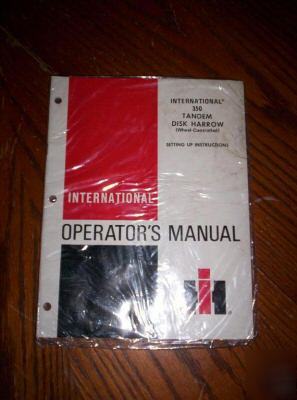 INTERNATIONAL®
350
TANDEM
DISK HARROW
(Wheel-Controlled)
SETTING UP INSTRUCTIONS
INTERNATIONAL
OPERATOR'S MANUAL
IH®